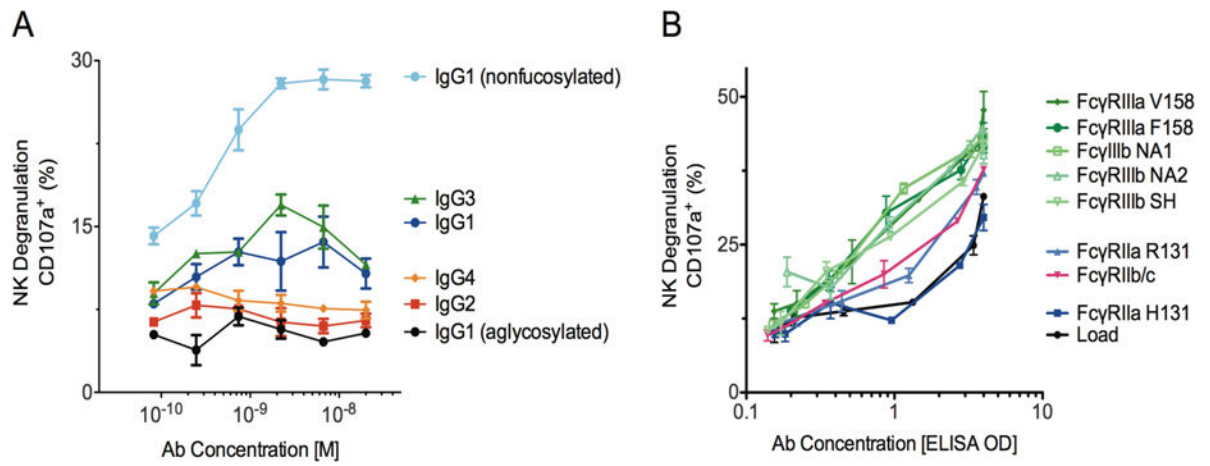 A
NK Degranulation
CD107a⁺ (%)
30
15
0
10⁻¹⁰
10⁻⁹
10⁻⁸
Ab Concentration [M]
IgG1 (nonfucosylated)
IgG3
IgG1
IgG4
IgG2
IgG1 (aglycosylated)
B
NK Degranulation
CD107a⁺ (%)
50
25
0
0.1
1
10
Ab Concentration [ELISA OD]
FcγRIIIa V158
FcγRIIIa F158
FcγIIIb NA1
FcγRIIIb NA2
FcγRIIIb SH
FcγRIIa R131
FcγRIIb/c
FcγRIIa H131
Load